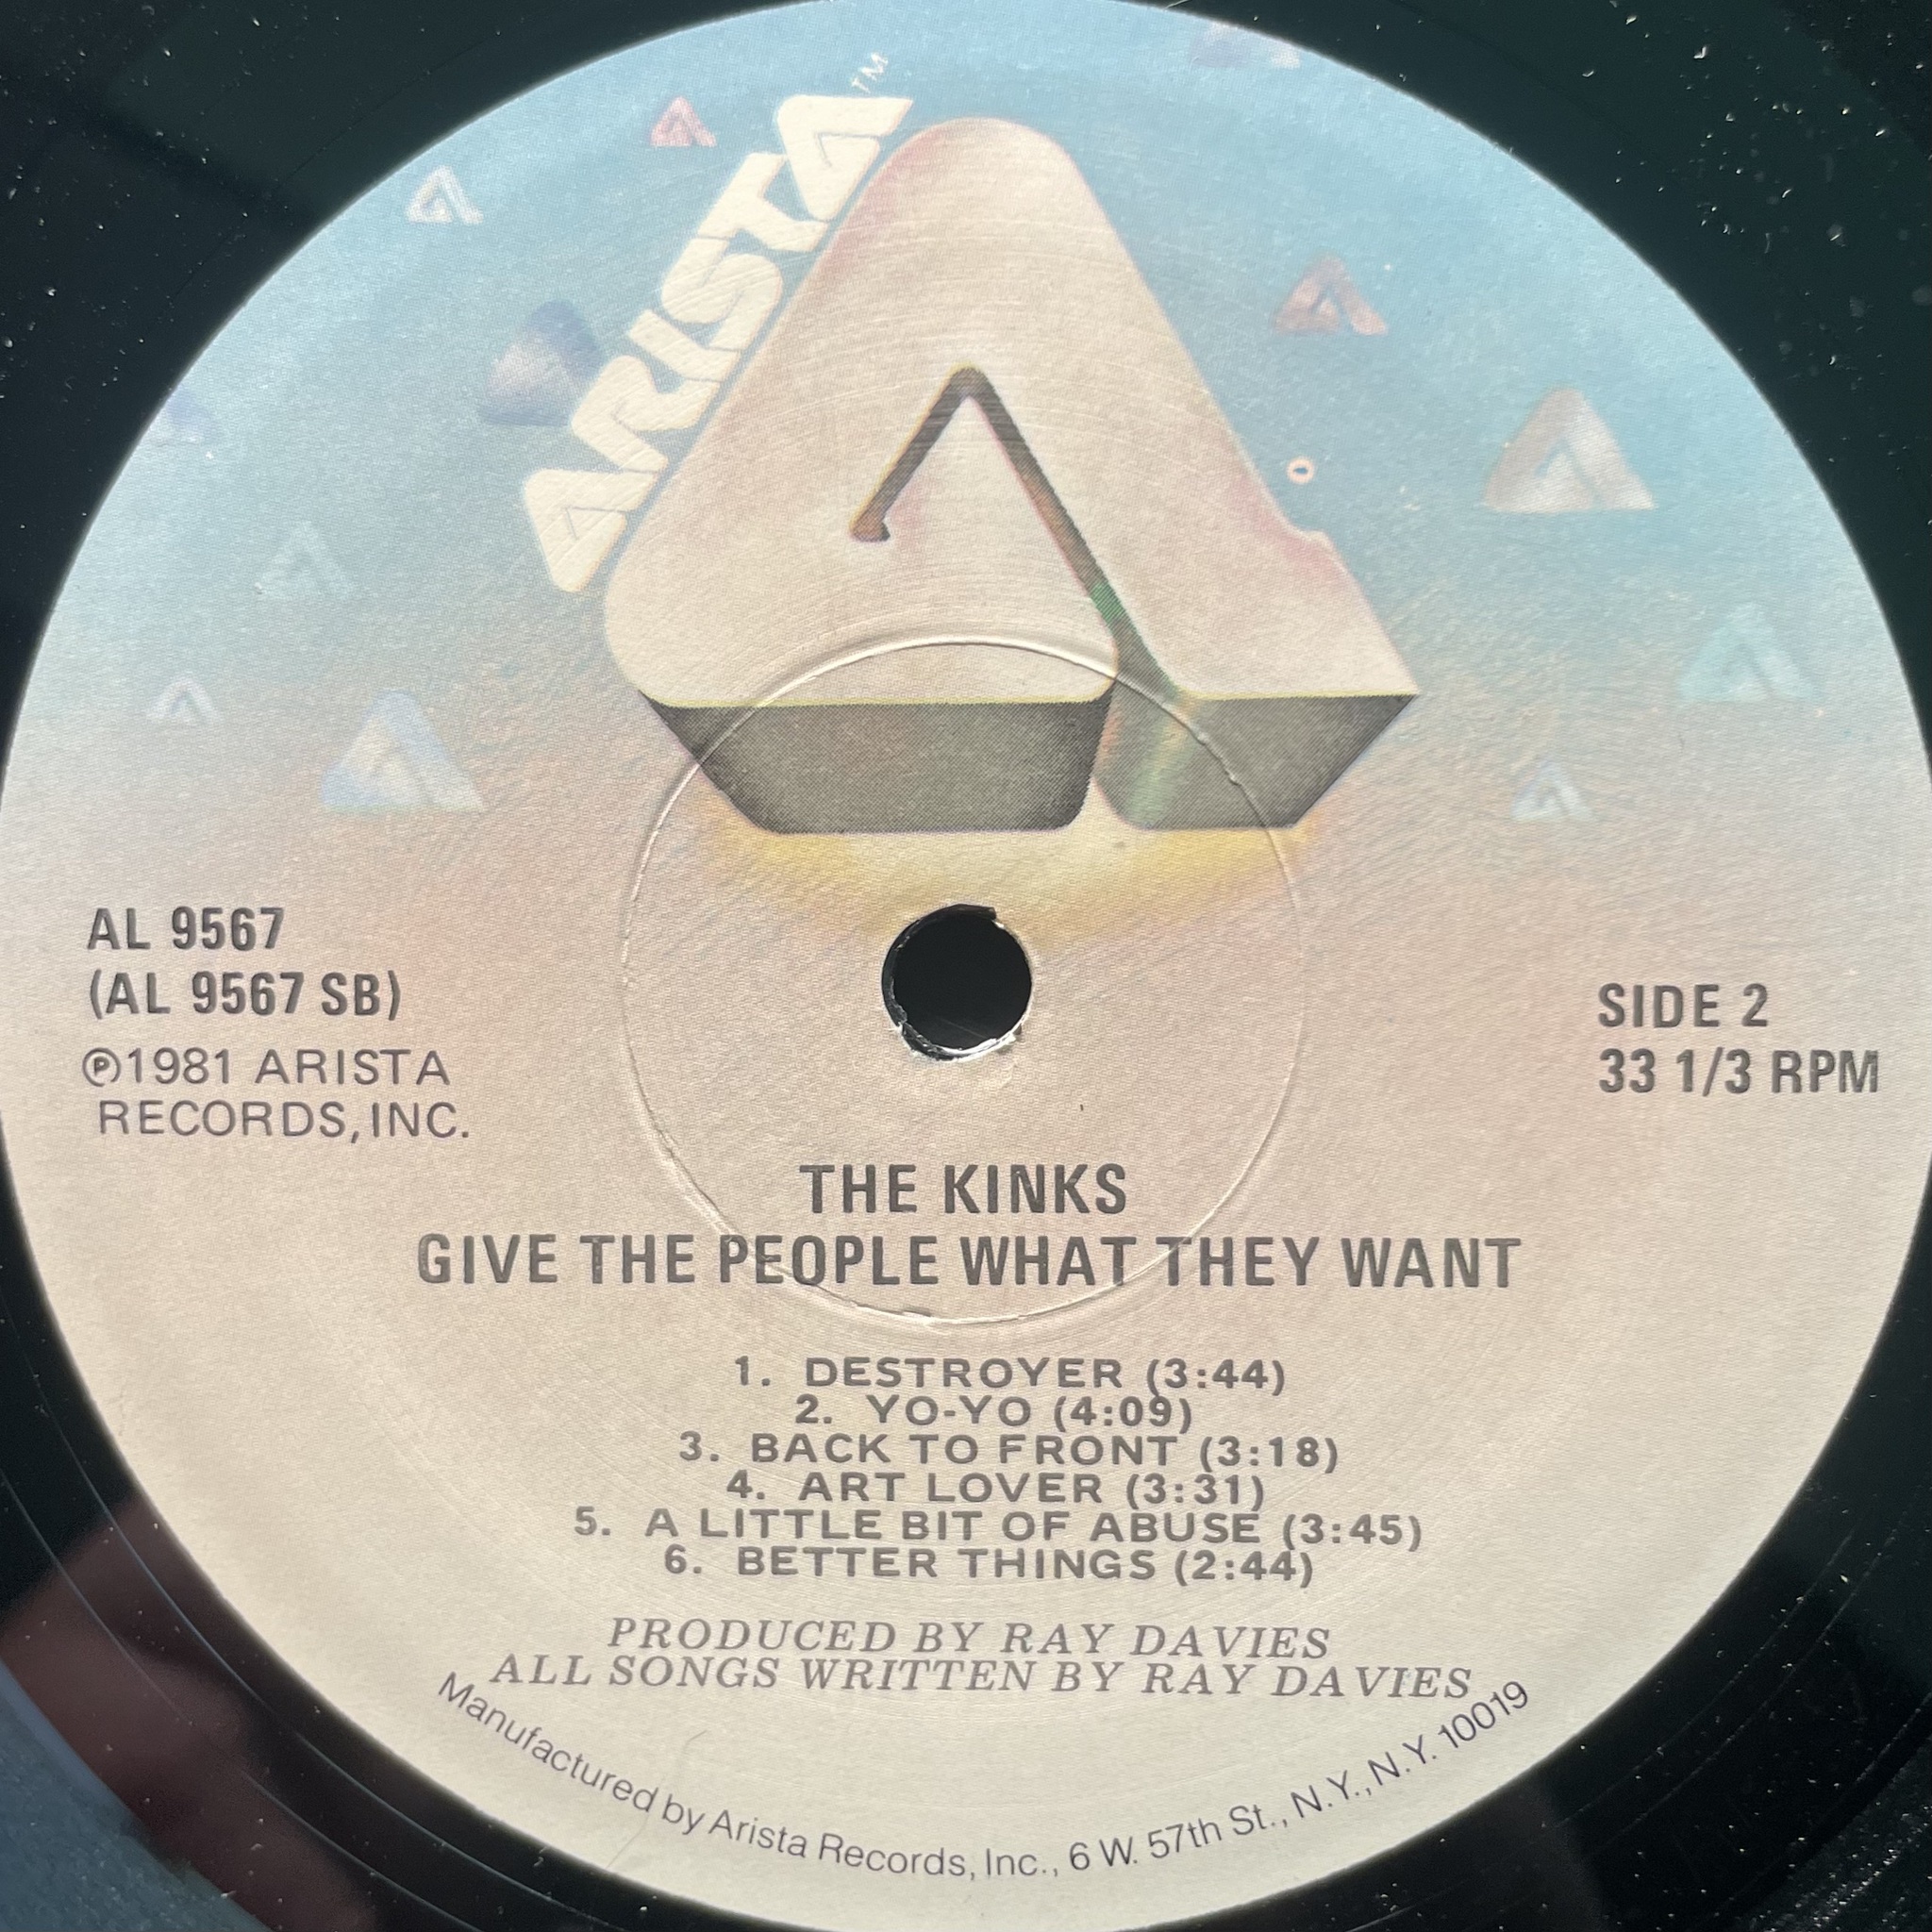 ARISTA™
AL 9567
(AL 9567 SB)
℗1981 ARISTA
RECORDS, INC.
SIDE 2
33 1/3 RPM
THE KINKS
GIVE THE PEOPLE WHAT THEY WANT
1. DESTROYER (3:44)
2. YO-YO (4:09)
3. BACK TO FRONT (3:18)
4. ART LOVER (3:31)
5. A LITTLE BIT OF ABUSE (3:45)
6. BETTER THINGS (2:44)
PRODUCED BY RAY DAVIES
ALL SONGS WRITTEN BY RAY DAVIES
Manufactured by Arista Records, Inc., 6 W. 57th St., N.Y., N.Y. 10019